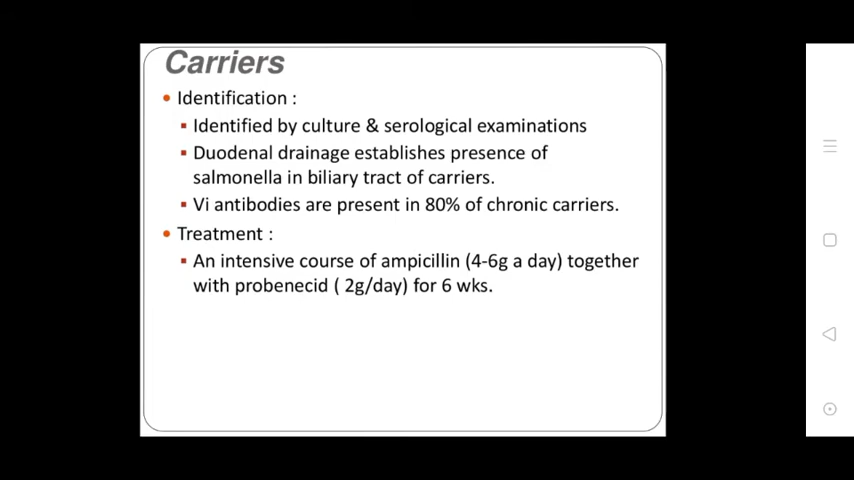 Carriers
• Identification :
▪ Identified by culture & serological examinations
▪ Duodenal drainage establishes presence of
salmonella in biliary tract of carriers.
▪ Vi antibodies are present in 80% of chronic carriers.
• Treatment :
▪ An intensive course of ampicillin (4-6g a day) together
with probenecid ( 2g/day) for 6 wks.